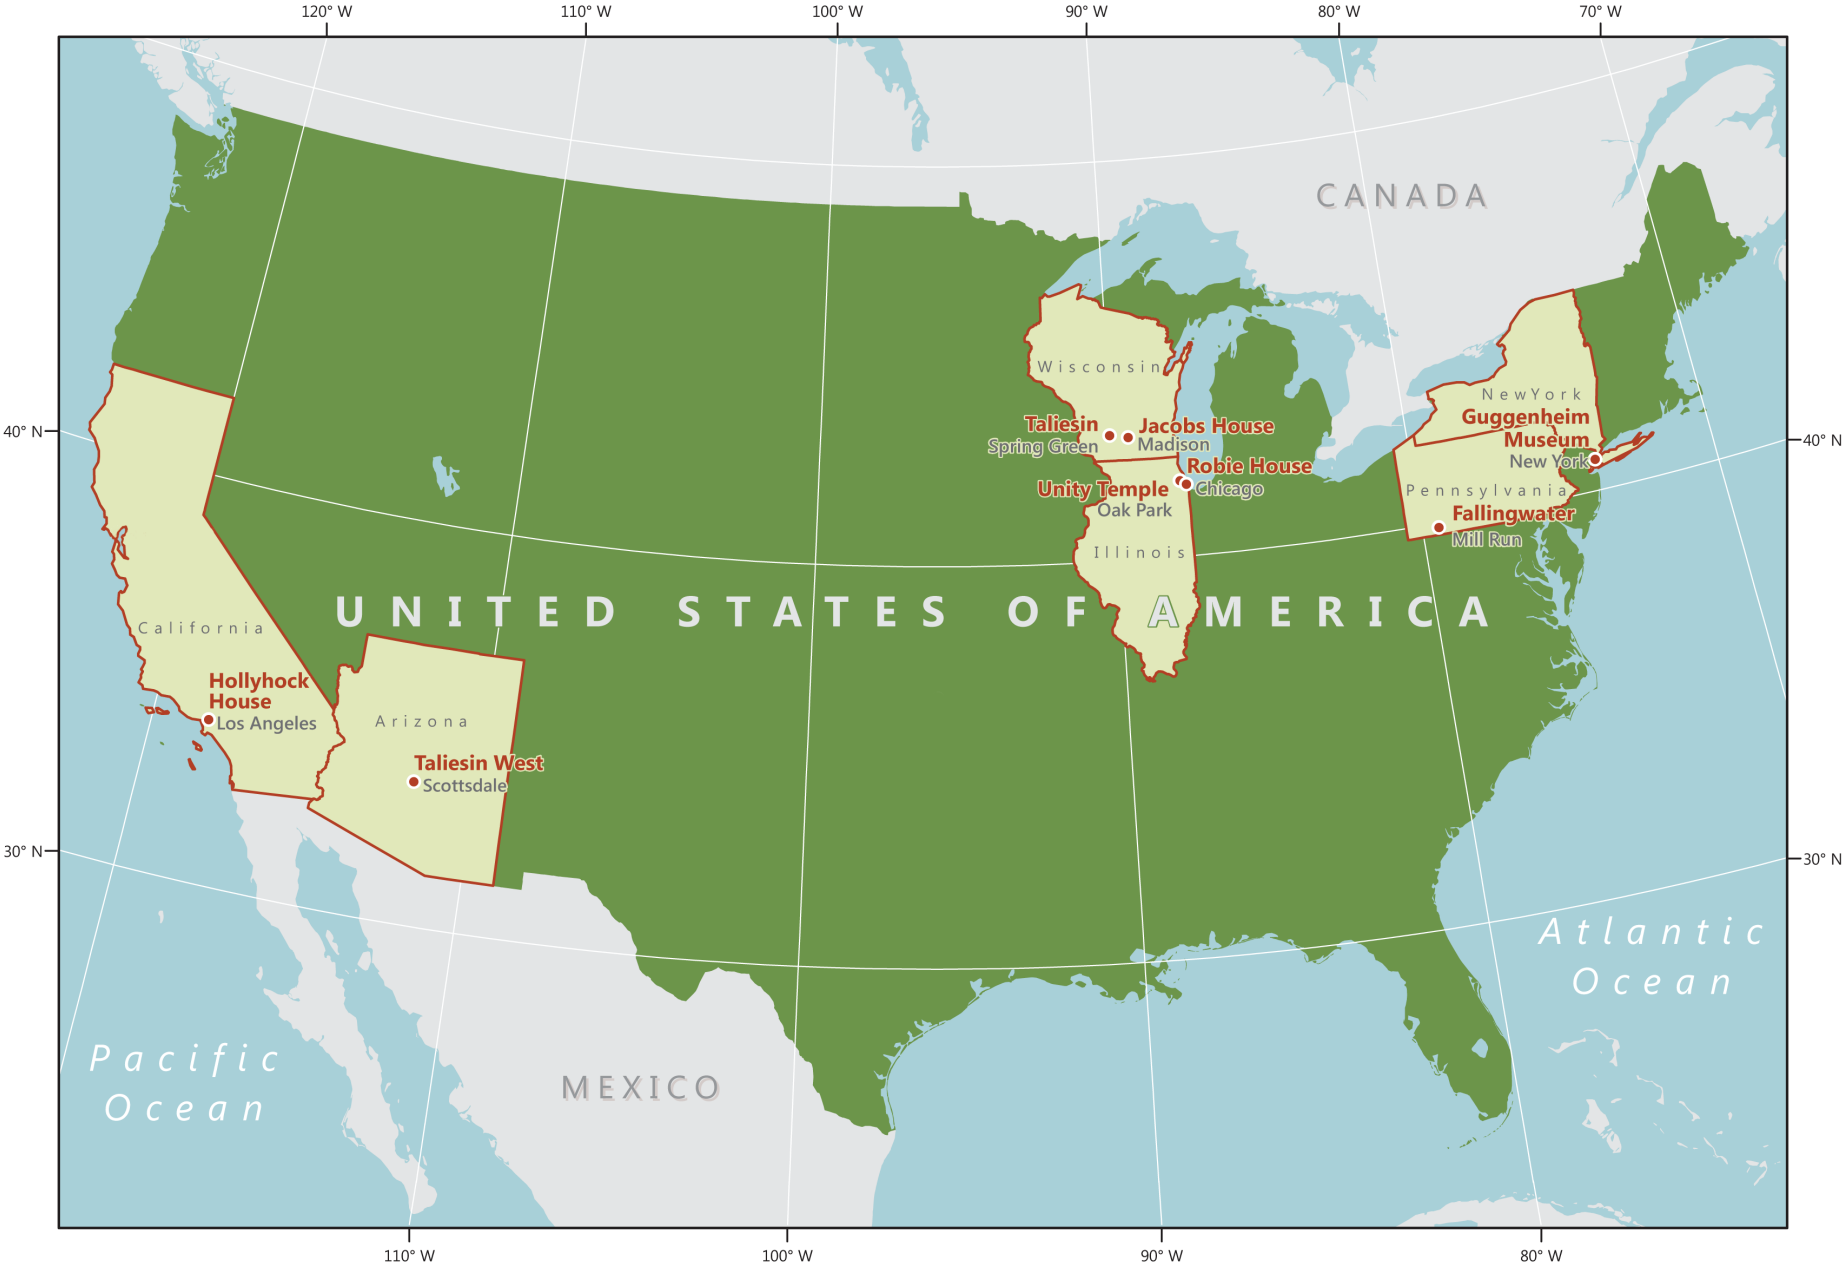 120° W
110° W
100° W
90° W
80° W
70° W
CANADA
Wisconsin
NewYork
Guggenheim
Museum
New York
40° N
40° N
Taliesin
Spring Green
Jacobs House
Madison
Robie House
Chicago
Unity Temple
Oak Park
Illinois
Pennsylvania
Fallingwater
Mill Run
UNITED STATES OF AMERICA
California
Hollyhock
House
Los Angeles
Arizona
Taliesin West
Scottsdale
30° N
30° N
Atlantic
Ocean
Pacific
Ocean
MEXICO
110° W
100° W
90° W
80° W